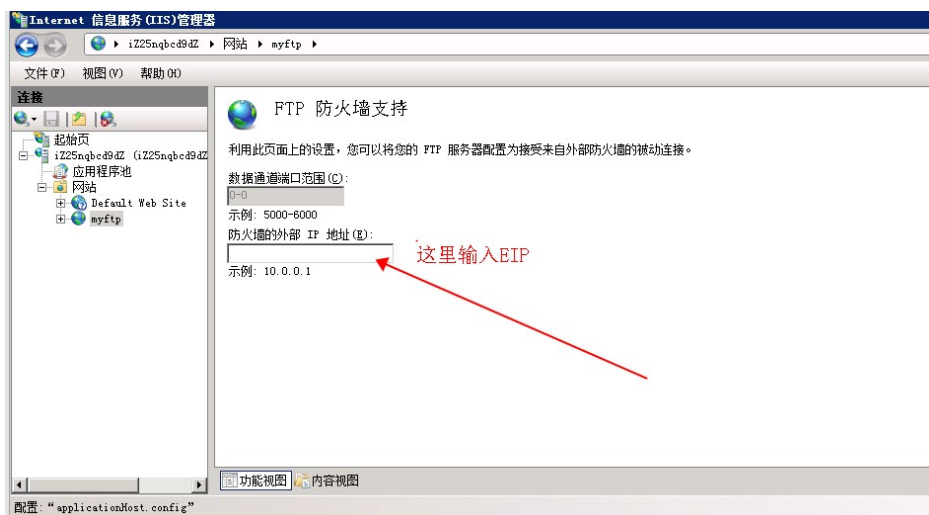 Internet 信息服务(IIS)管理器
iZ25nqbcd9dZ ▸ 网站 ▸ myftp ▸
文件(F) 视图(V) 帮助(H)
连接
起始页
iZ25nqbcd9dZ (iZ25nqbcd9dZ
应用程序池
网站
Default Web Site
myftp
FTP 防火墙支持
利用此页面上的设置，您可以将您的 FTP 服务器配置为接受来自外部防火墙的被动连接。
数据通道端口范围(C):
0-0
示例: 5000-6000
防火墙的外部 IP 地址(E):
这里输入EIP
示例: 10.0.0.1
功能视图 内容视图
配置: “applicationHost.config”